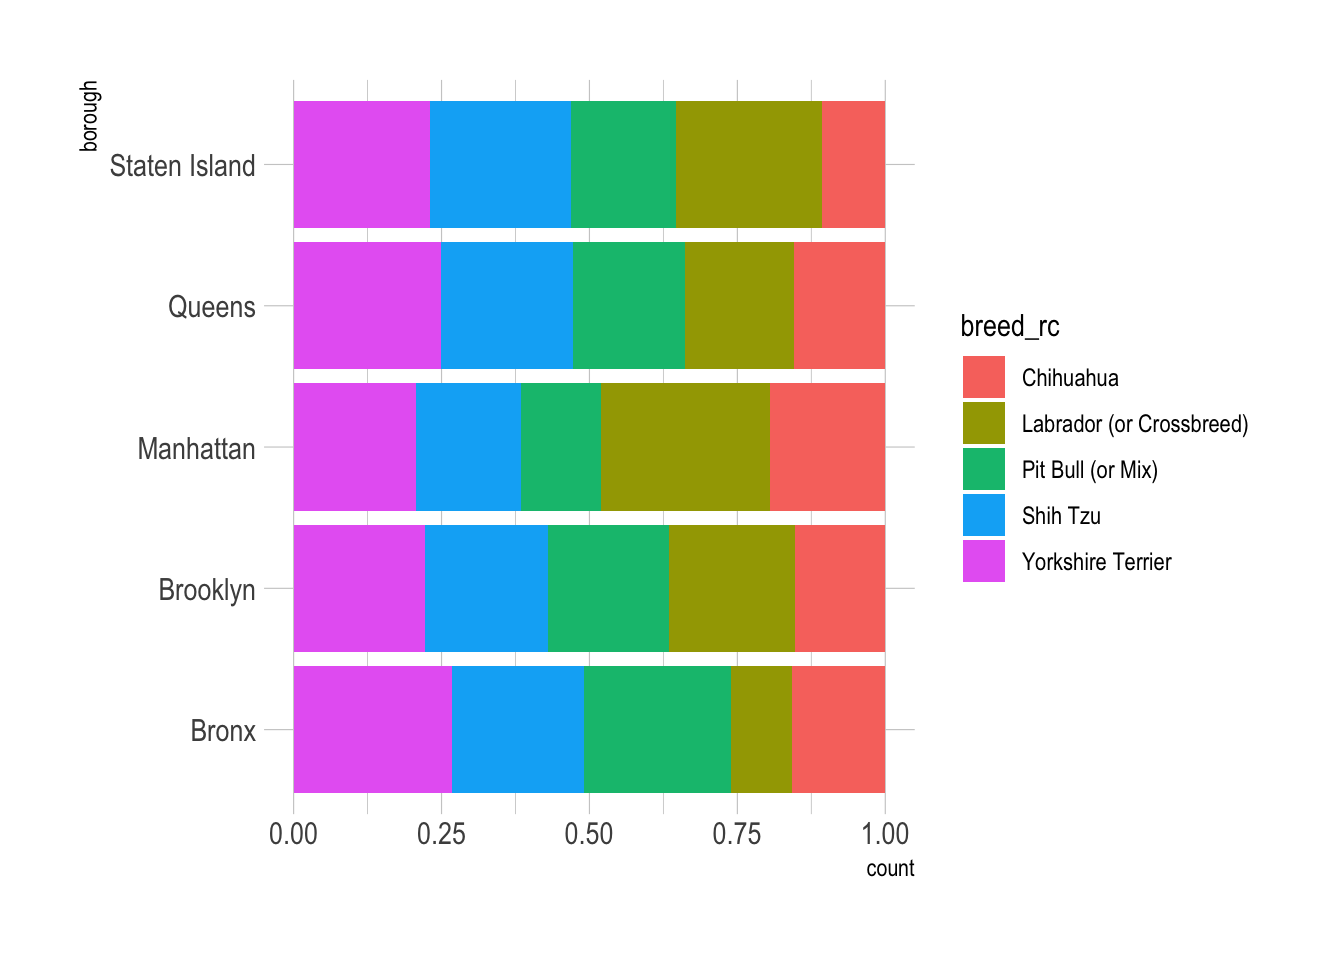 borough
Staten Island
Queens
Manhattan
Brooklyn
Bronx
0.00 0.25 0.50 0.75 1.00
count
breed_rc
Chihuahua
Labrador (or Crossbreed)
Pit Bull (or Mix)
Shih Tzu
Yorkshire Terrier